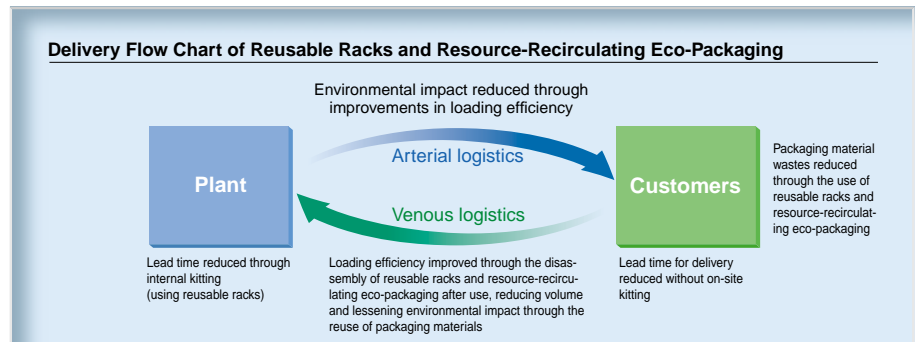 Delivery Flow Chart of Reusable Racks and Resource-Recirculating Eco-Packaging
Environmental impact reduced through
improvements in loading efficiency
Arterial logistics
Plant
Customers
Venous logistics
Packaging material
wastes reduced
through the use of
reusable racks and
resource-recirculat-
ing eco-packaging
Lead time reduced through
internal kitting
(using reusable racks)
Loading efficiency improved through the disas-
sembly of reusable racks and resource-recircu-
lating eco-packaging after use, reducing volume
and lessening environmental impact through the
reuse of packaging materials
Lead time for delivery
reduced without on-site
kitting